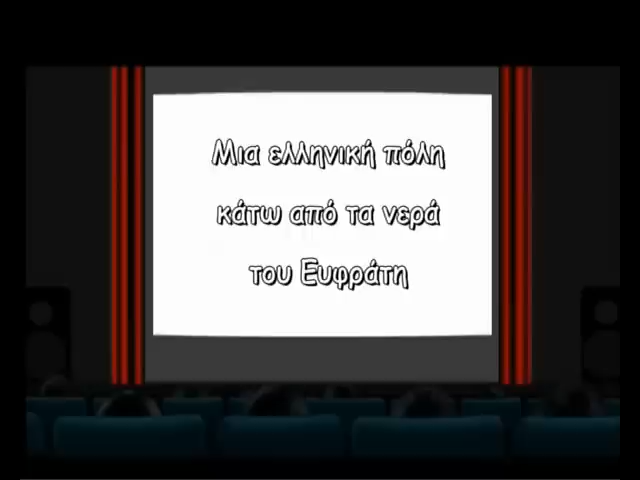 Μια ελληνική πόλη
κάτω από τα νερά
του Ευφράτη